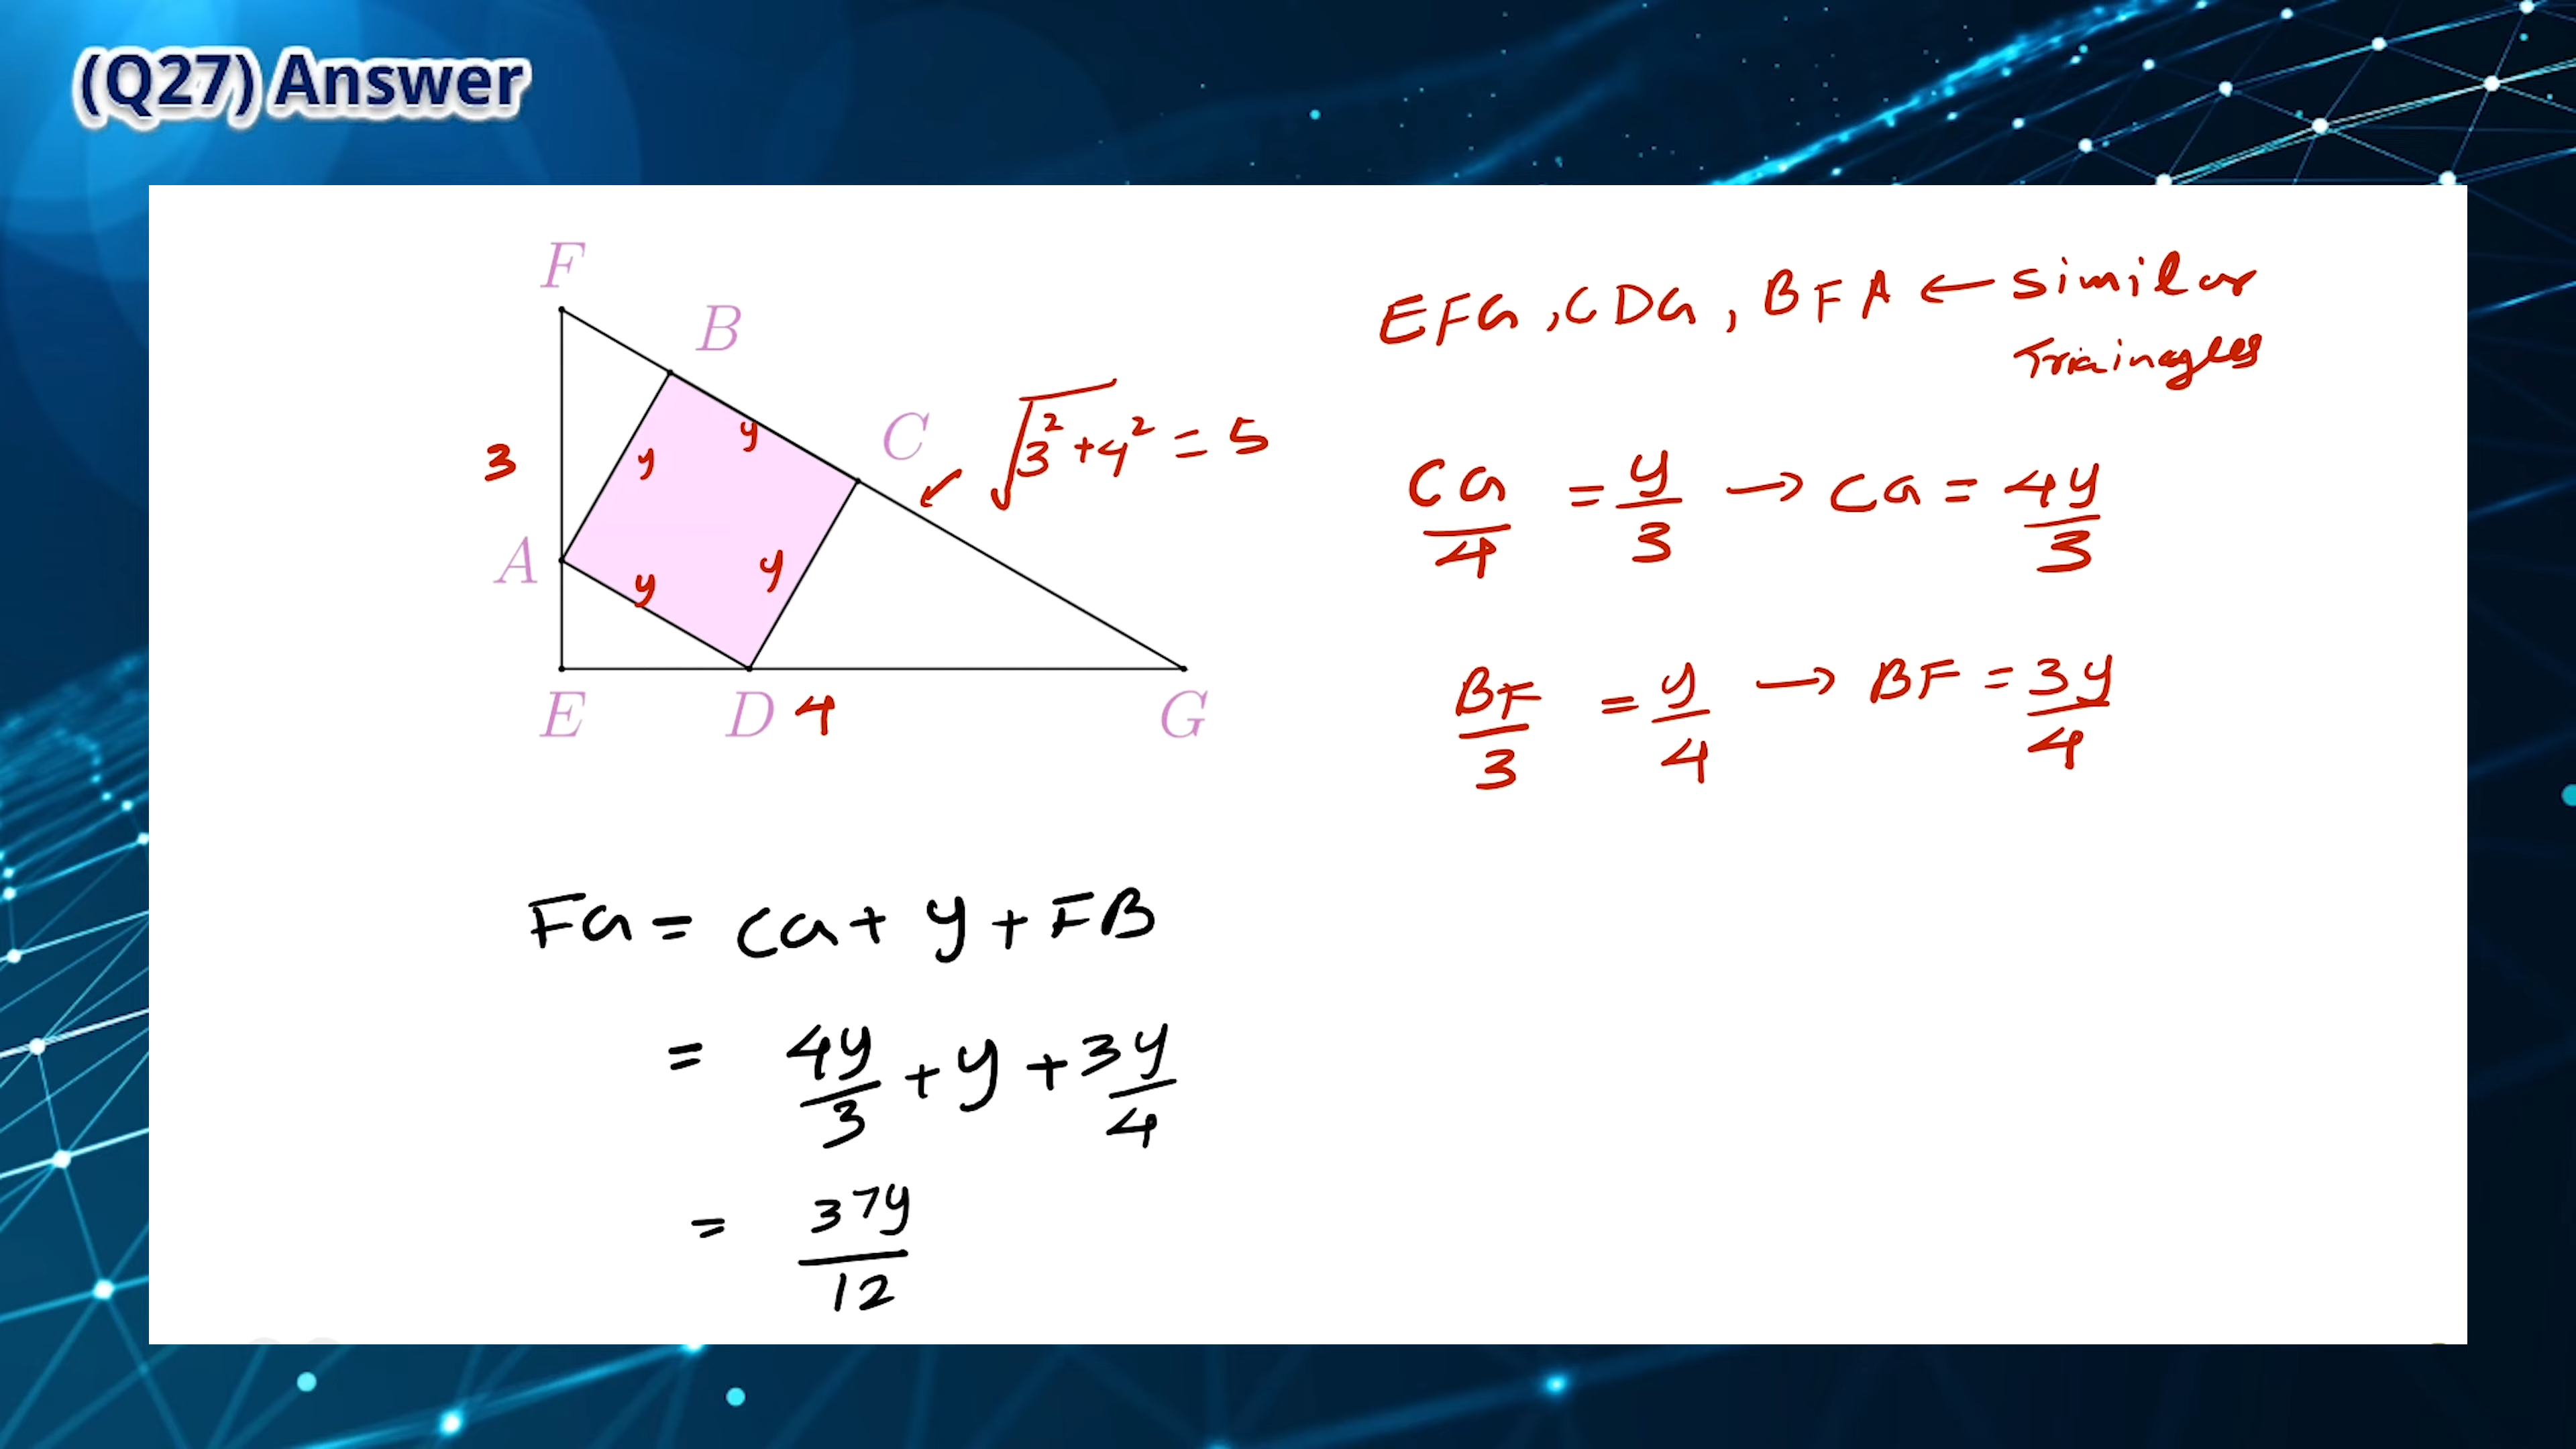 (Q27) Answer
F
B
C
A
E
D
G
3
4
y
y
y
y
√3²+4² = 5
EFG, CDG, BFA ← Similar
Triainagles
CG/4 = y/3 → CG = 4y/3
BF/3 = y/4 → BF = 3y/4
FG = CG + y + FB
= 4y/3 + y + 3y/4
= 37y/12